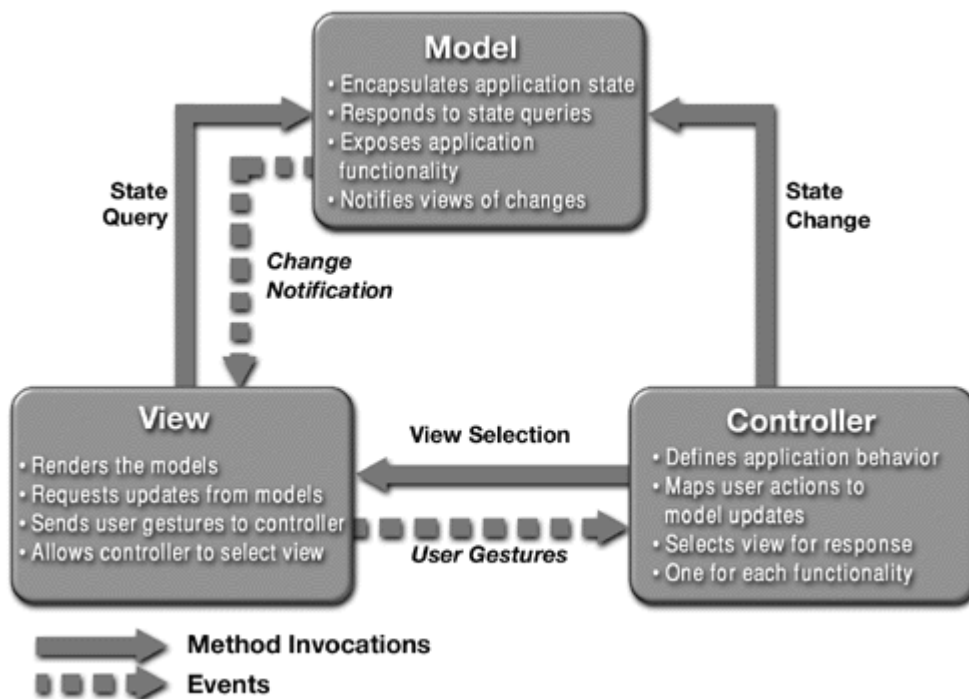 Model
• Encapsulates application state
• Responds to state queries
• Exposes application
functionality
• Notifies views of changes
State
Query
State
Change
Change
Notification
View
• Renders the models
• Requests updates from models
• Sends user gestures to controller
• Allows controller to select view
View Selection
User Gestures
Controller
• Defines application behavior
• Maps user actions to
model updates
• Selects view for response
• One for each functionality
Method Invocations
Events